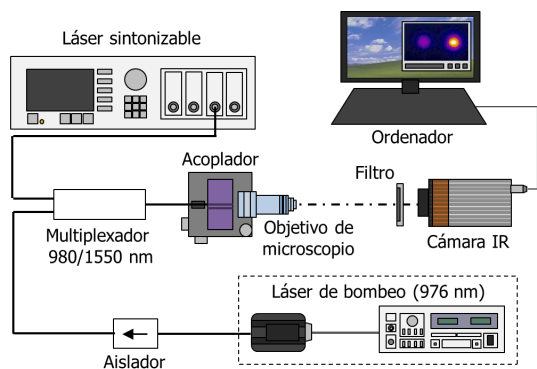 Láser sintonizable
Ordenador
Acoplador
Filtro
Multiplexador
980/1550 nm
Objetivo de
microscopio
Cámara IR
Láser de bombeo (976 nm)
Aislador